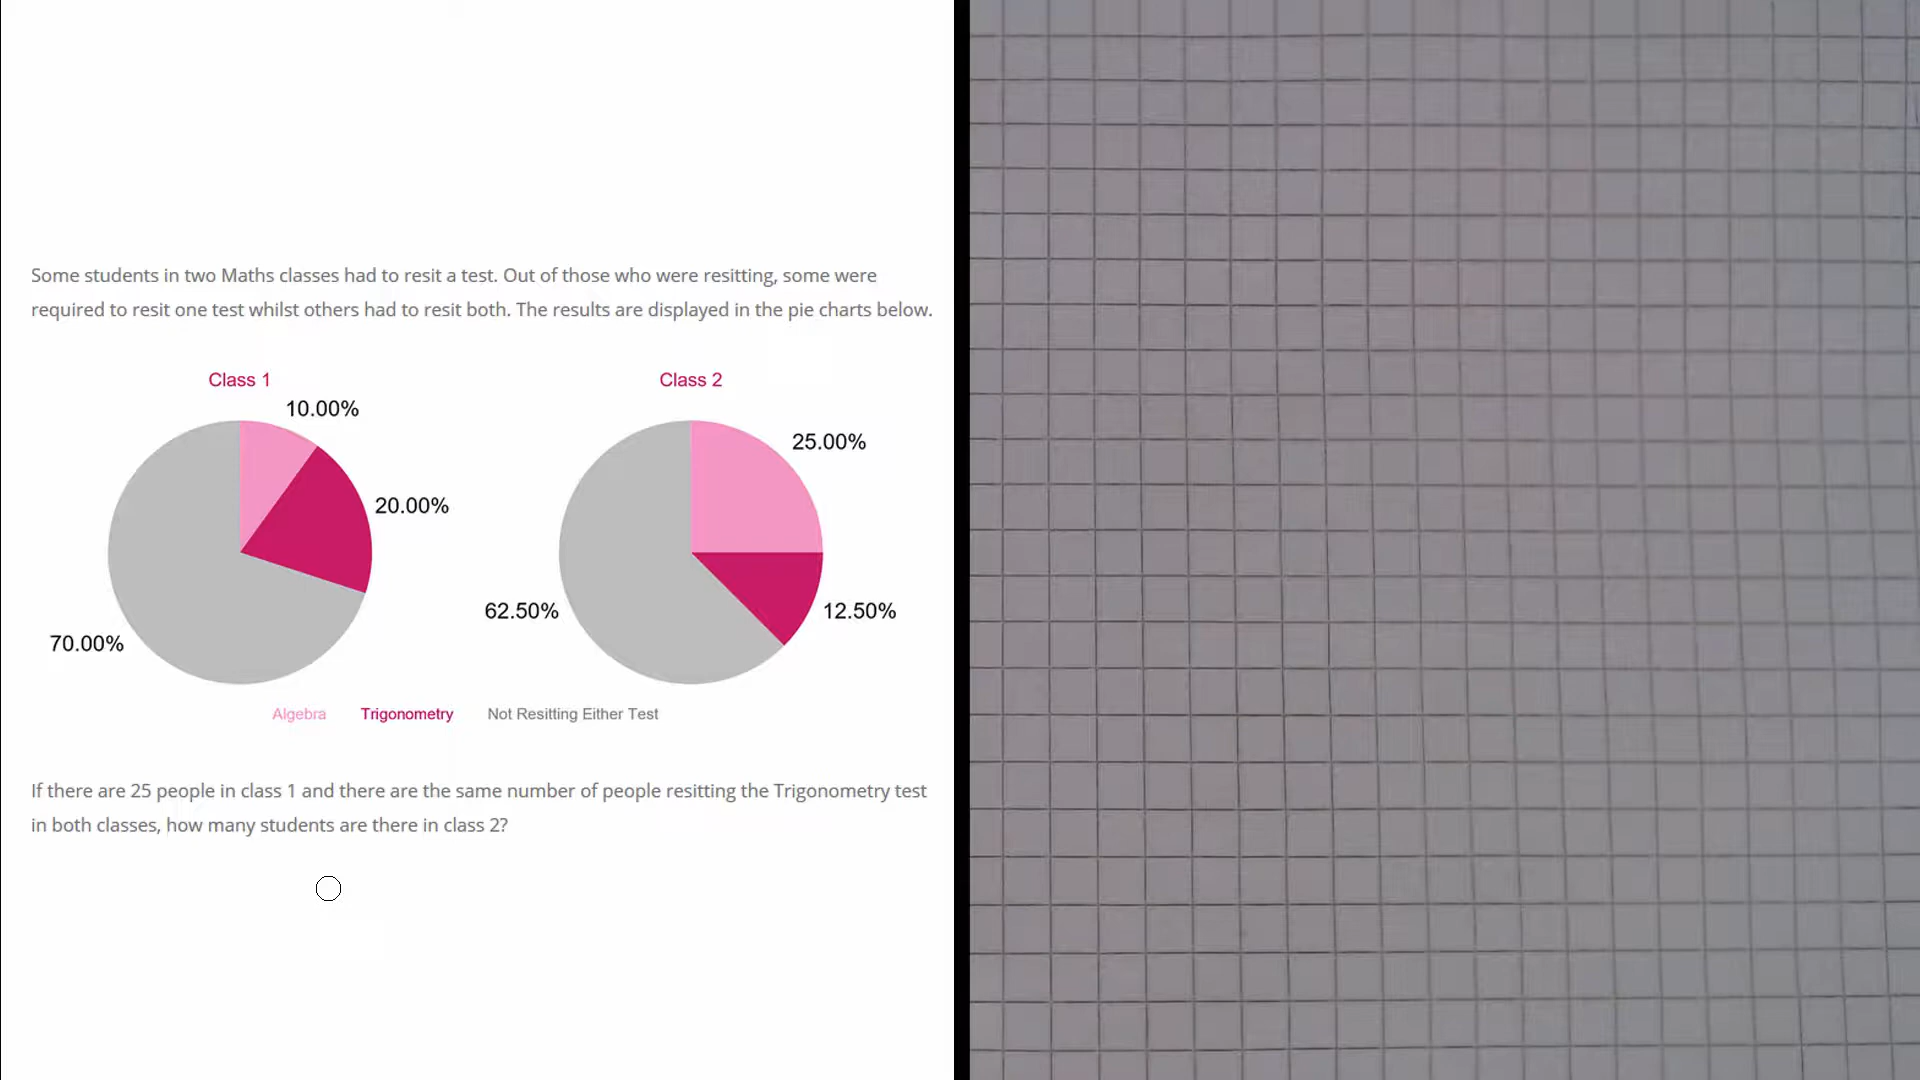 Some students in two Maths classes had to resit a test. Out of those who were resitting, some were
required to resit one test whilst others had to resit both. The results are displayed in the pie charts below.
Class 1
10.00%
20.00%
70.00%
Class 2
25.00%
12.50%
62.50%
Algebra Trigonometry Not Resitting Either Test
If there are 25 people in class 1 and there are the same number of people resitting the Trigonometry test
in both classes, how many students are there in class 2?